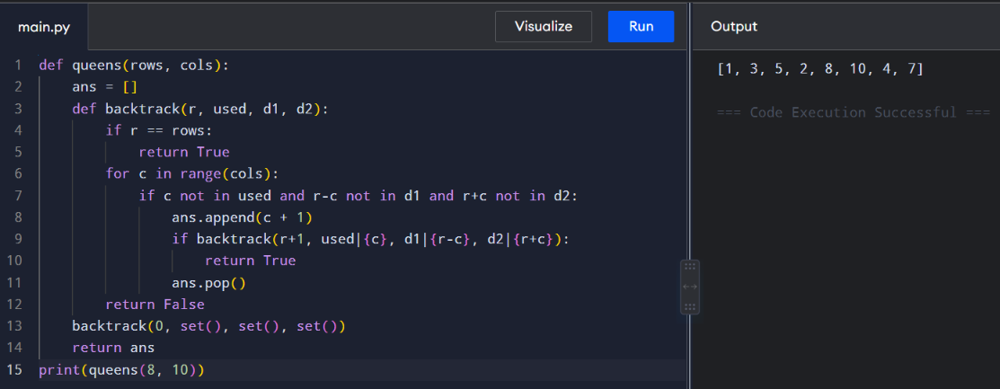 main.py
Visualize
Run
Output
1 def queens(rows, cols):
2     ans = []
3     def backtrack(r, used, d1, d2):
4         if r == rows:
5             return True
6         for c in range(cols):
7             if c not in used and r-c not in d1 and r+c not in d2:
8                 ans.append(c + 1)
9                 if backtrack(r+1, used|{c}, d1|{r-c}, d2|{r+c}):
10                     return True
11                 ans.pop()
12         return False
13     backtrack(0, set(), set(), set())
14     return ans
15 print(queens(8, 10))
[1, 3, 5, 2, 8, 10, 4, 7]
=== Code Execution Successful ===